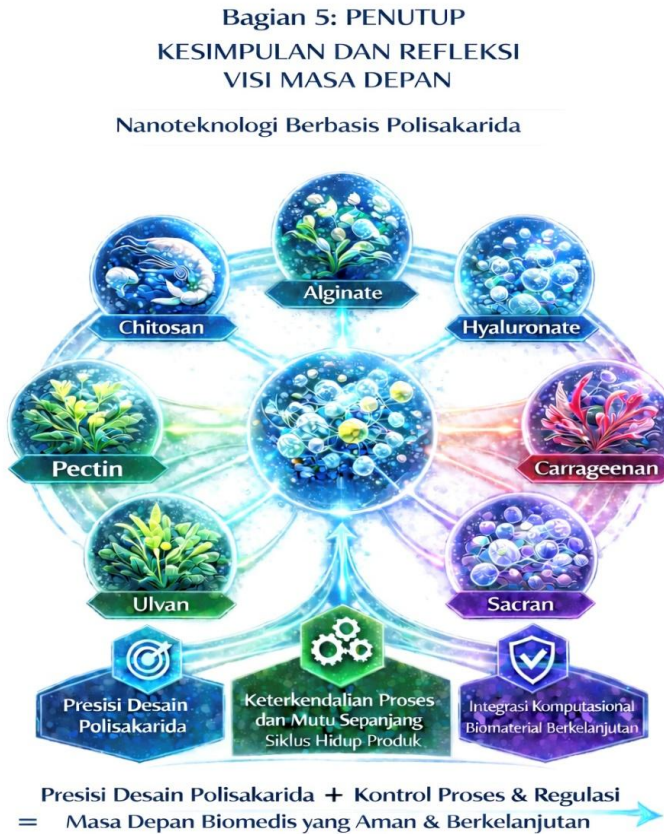 Bagian 5: PENUTUP
KESIMPULAN DAN REFLEKSI
VISI MASA DEPAN
Nanoteknologi Berbasis Polisakarida
Alginate
Chitosan
Hyaluronate
Pectin
Carrageenan
Ulvan
Sacran
Presisi Desain
Polisakarida
Keterkendalian Proses
dan Mutu Sepanjang
Siklus Hidup Produk
Integrasi Komputasional
Biomaterial Berkelanjutan
Presisi Desain Polisakarida + Kontrol Proses & Regulasi
= Masa Depan Biomedis yang Aman & Berkelanjutan